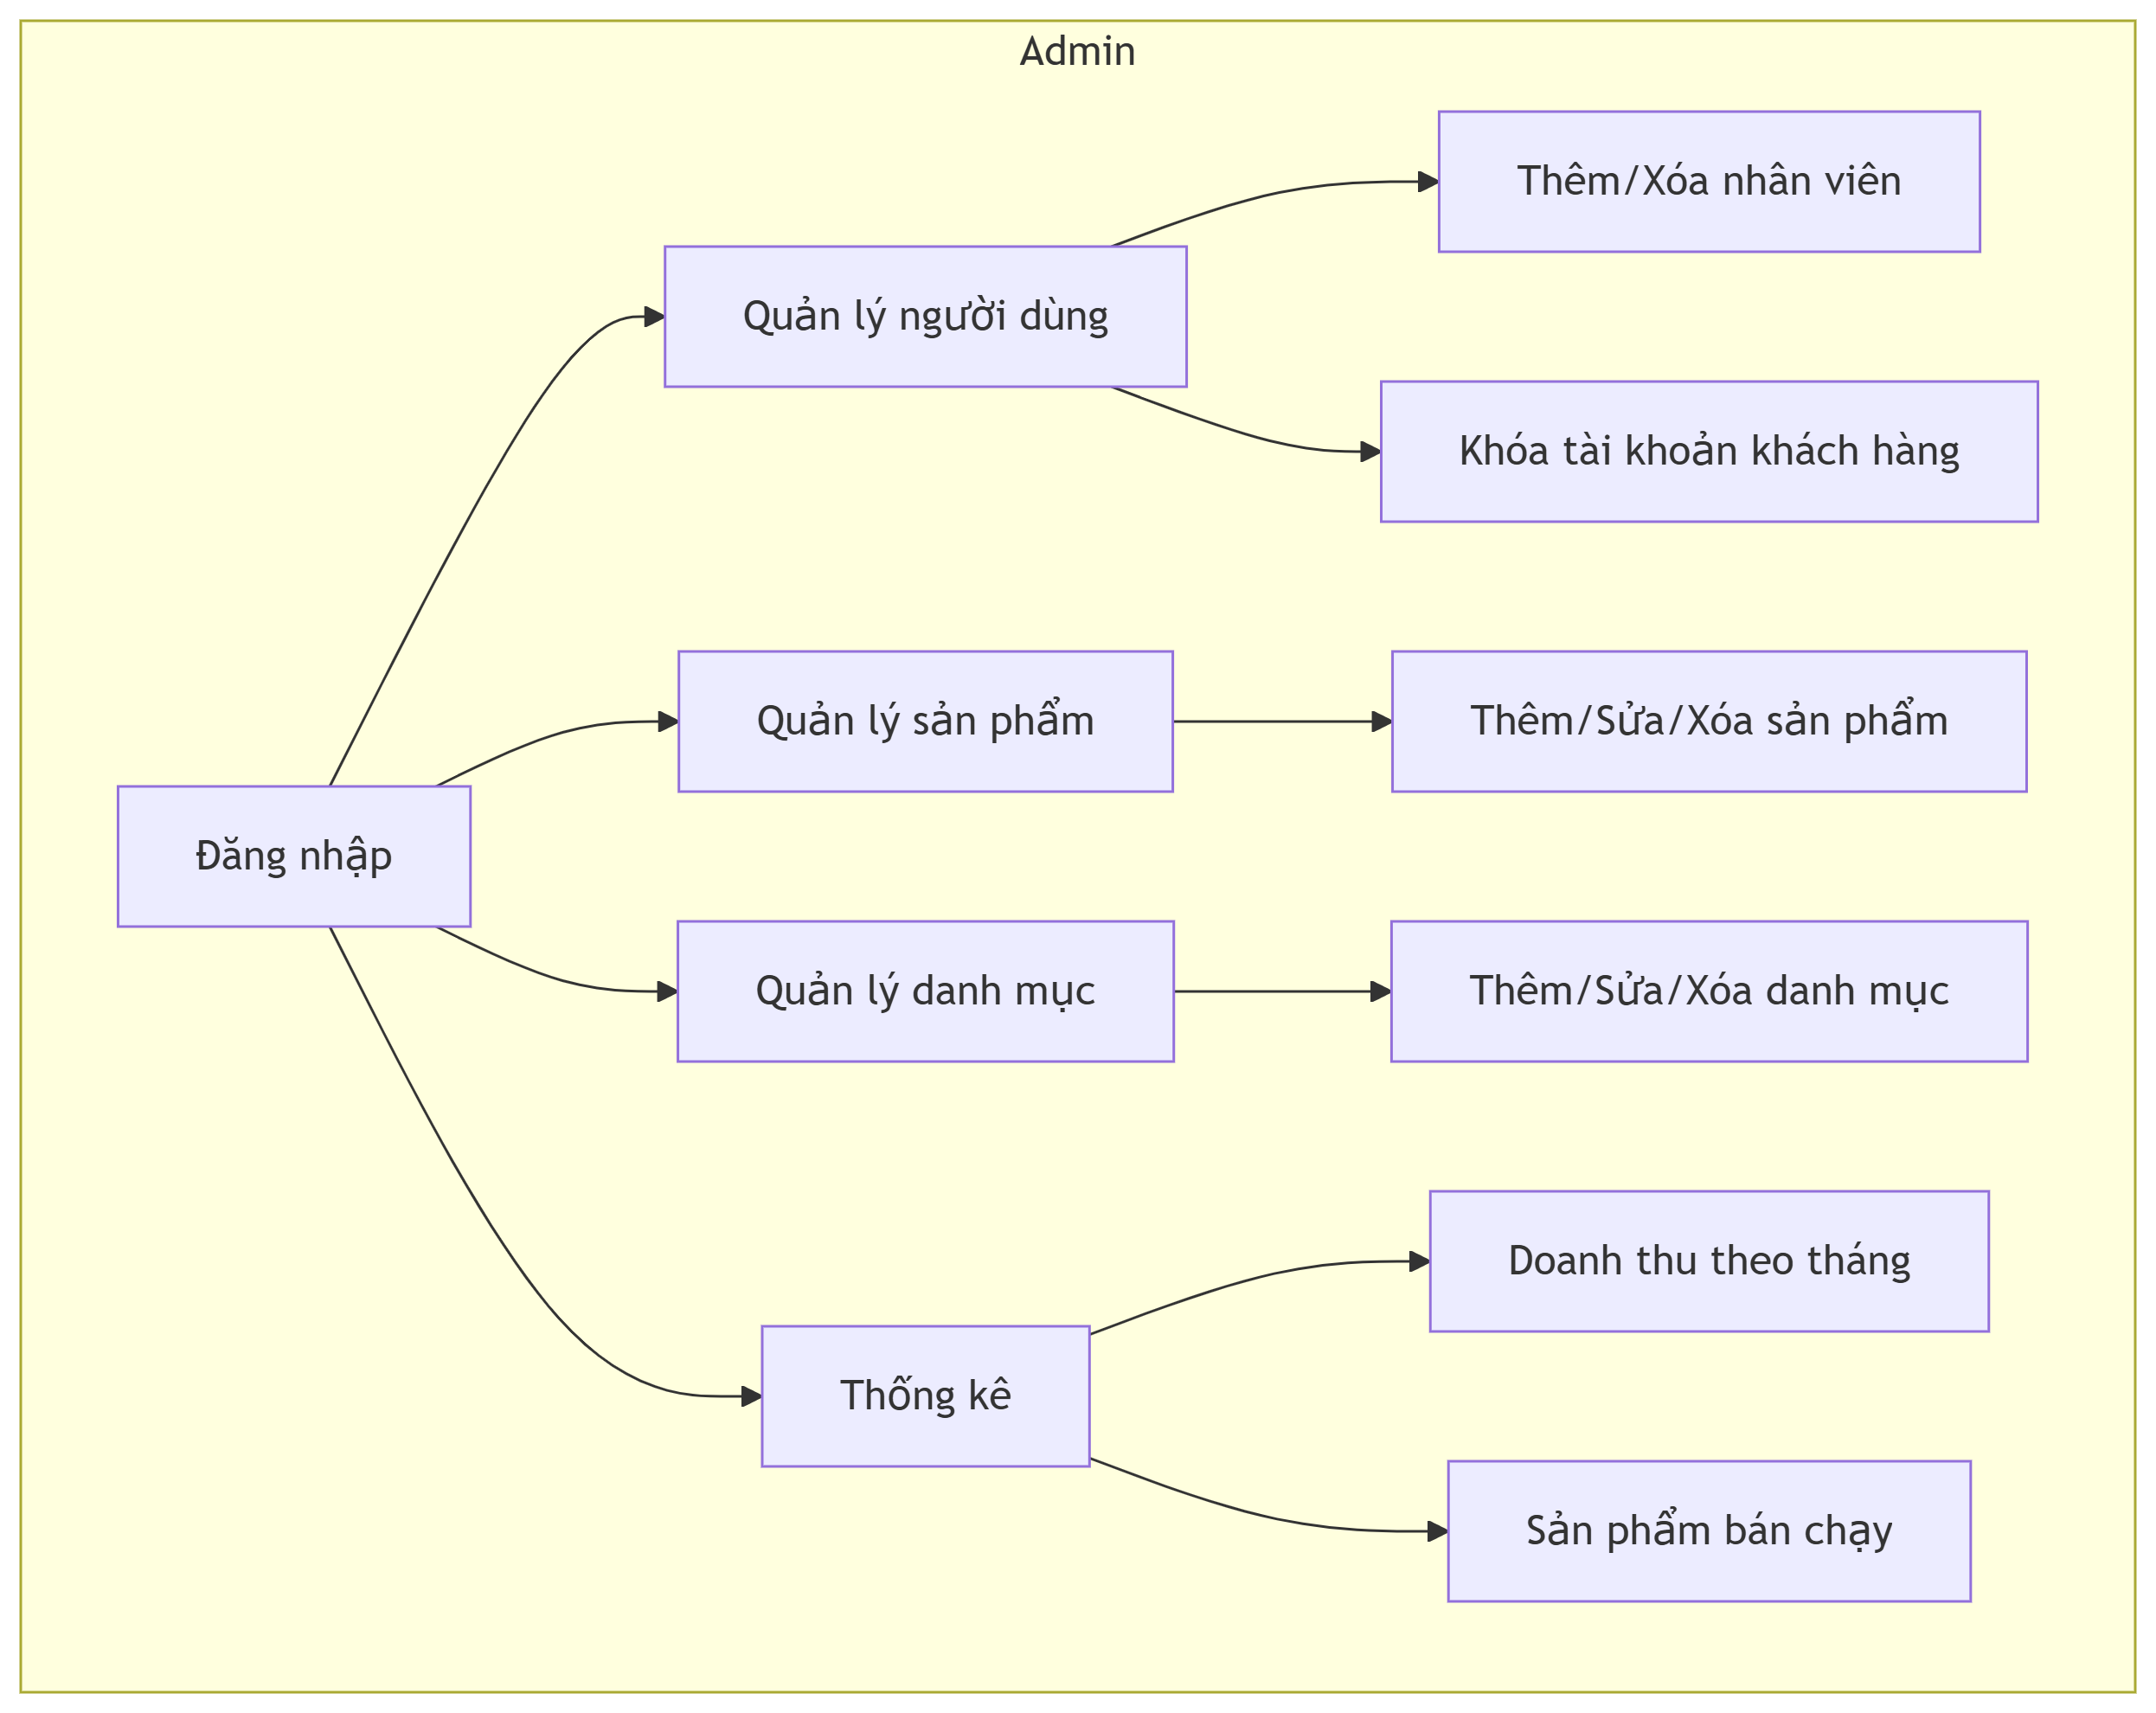 Admin
Thêm/Xóa nhân viên
Quản lý người dùng
Khóa tài khoản khách hàng
Quản lý sản phẩm
Thêm/Sửa/Xóa sản phẩm
Đăng nhập
Quản lý danh mục
Thêm/Sửa/Xóa danh mục
Doanh thu theo tháng
Thống kê
Sản phẩm bán chạy